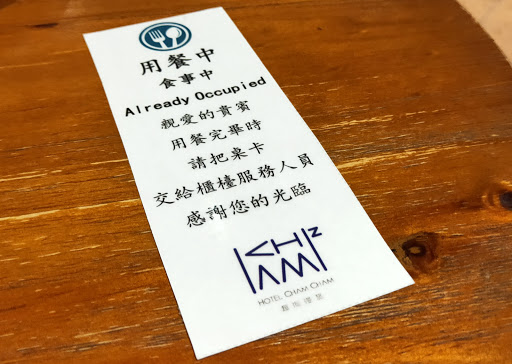 用餐中
食事中
Already Occupied
親愛的貴賓
用餐完畢時
請把桌卡
交給櫃檯服務人員
感謝您的光臨
HOTEL CHAM CHAM